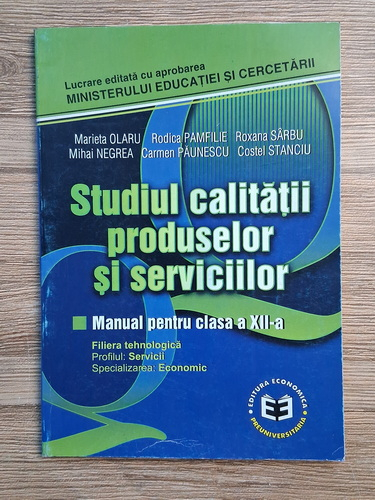 Lucrare editată cu aprobarea
MINISTERULUI EDUCAȚIEI ȘI CERCETĂRII
Marieta OLARU Rodica PAMFILIE Roxana SÂRBU
Mihai NEGREA Carmen PĂUNESCU Costel STANCIU
Studiul calității
produselor
și serviciilor
Manual pentru clasa a XII-a
Filiera tehnologică
Profilul: Servicii
Specializarea: Economic
EDITURA ECONOMICA
PREUNIVERSITARIA